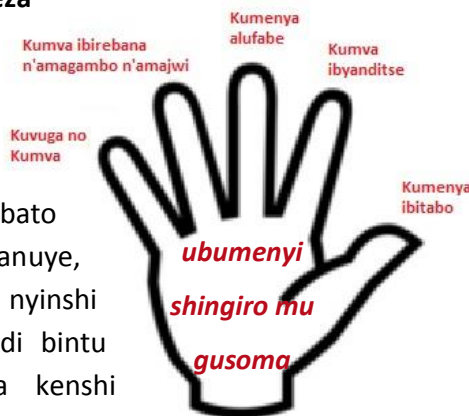 eza
Kumenya
alufabe
Kumva ibirebana
n'amagambo n'amajwi
Kumva
ibyanditse
Kuvuga no
Kumva
Kumenya
ibitabo
bato
anuye,
nyinshi
di bintu
a kenshi
ubumenyi
shingiro mu
gusoma